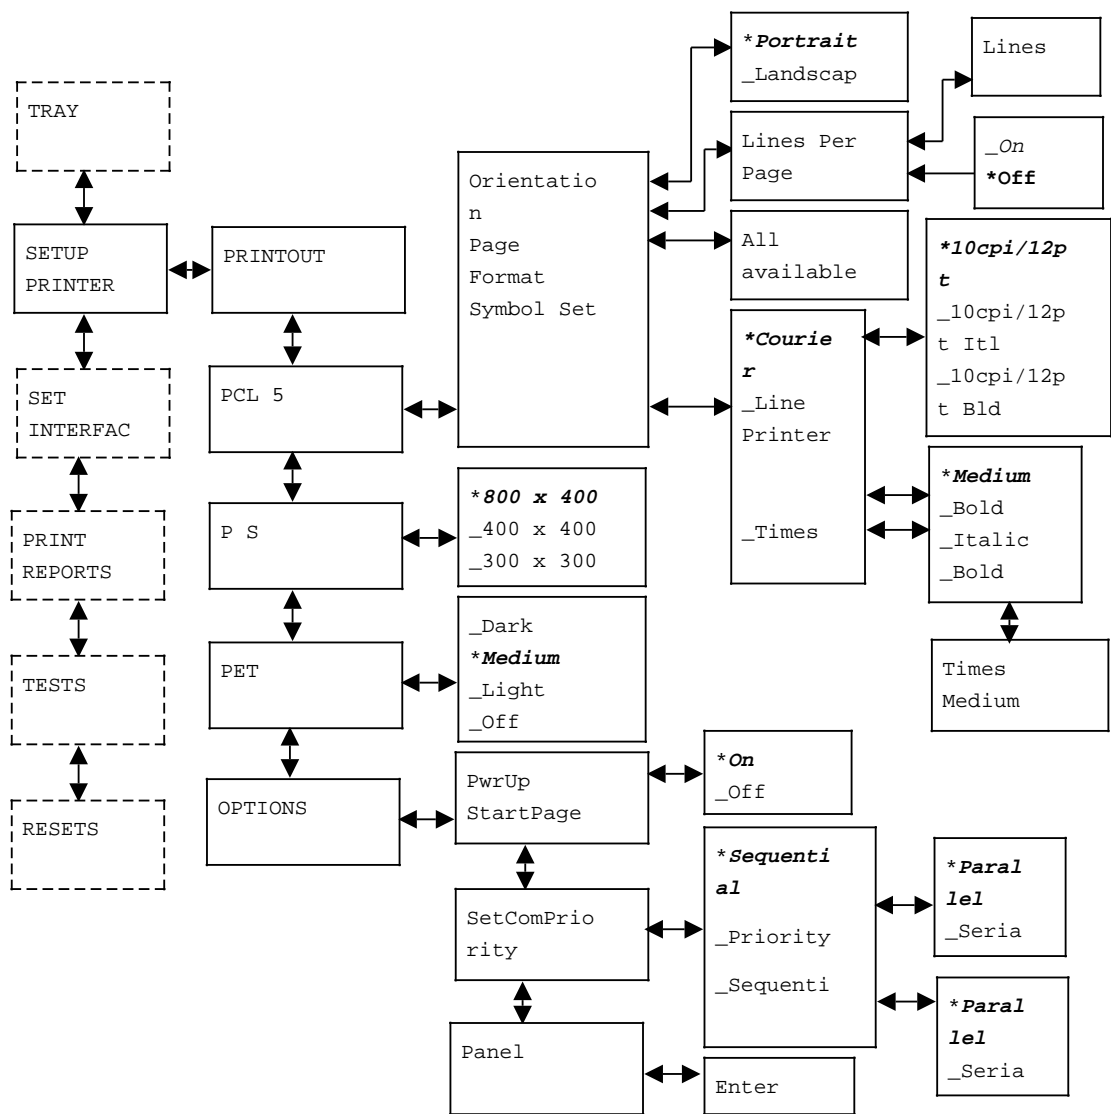 TRAY
SETUP
PRINTER
SET
INTERFAC
PRINT
REPORTS
TESTS
RESETS
PRINTOUT
PCL 5
P S
PET
OPTIONS
Orientatio
n
Page
Format
Symbol Set
*800 x 400
_400 x 400
_300 x 300
_Dark
*Medium
_Light
_Off
PwrUp
StartPage
SetComPrio
rity
Panel
*Portrait
_Landscap
Lines Per
Page
All
available
*Courie
r
_Line
Printer
_Times
*On
_Off
*Sequenti
al
_Priority
_Sequenti
Enter
Lines
_On
*Off
*10cpi/12p
t
_10cpi/12p
t Itl
_10cpi/12p
t Bld
*Medium
_Bold
_Italic
_Bold
Times
Medium
*Paral
lel
_Seria
*Paral
lel
_Seria